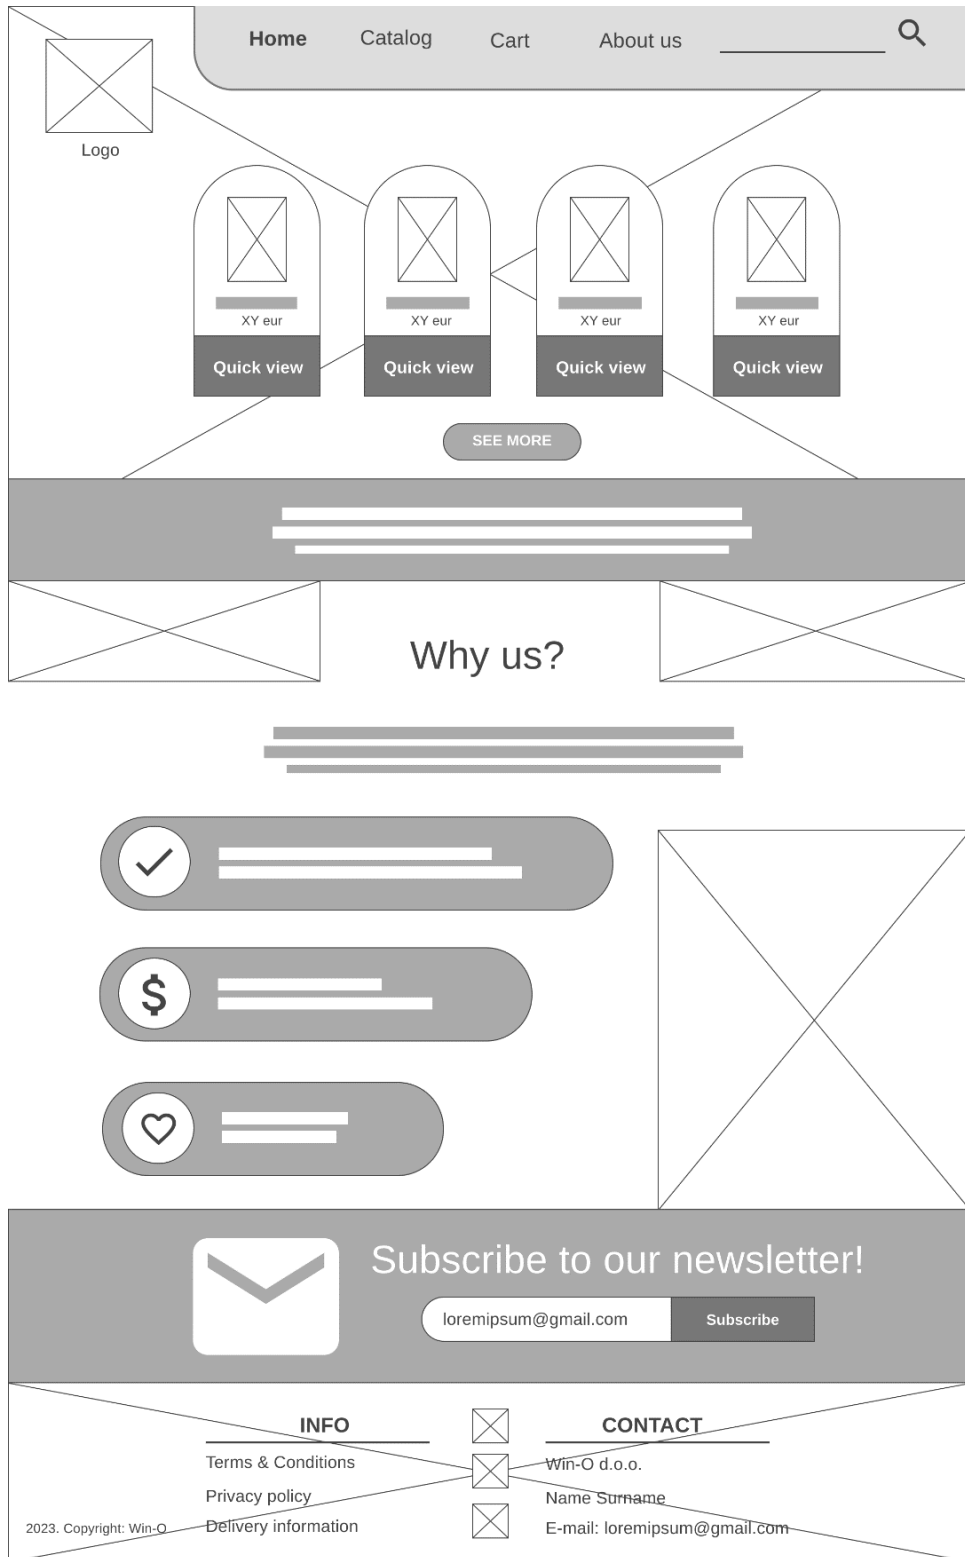 Home
Catalog
Cart
About us
Logo
XY eur
XY eur
XY eur
XY eur
Quick view
Quick view
Quick view
Quick view
SEE MORE
Why us?
$
Subscribe to our newsletter!
loremipsum@gmail.com
Subscribe
INFO
Terms & Conditions
Privacy policy
Delivery information
CONTACT
Win-O d.o.o.
Name Surname
E-mail: loremipsum@gmail.com
2023. Copyright: Win-O